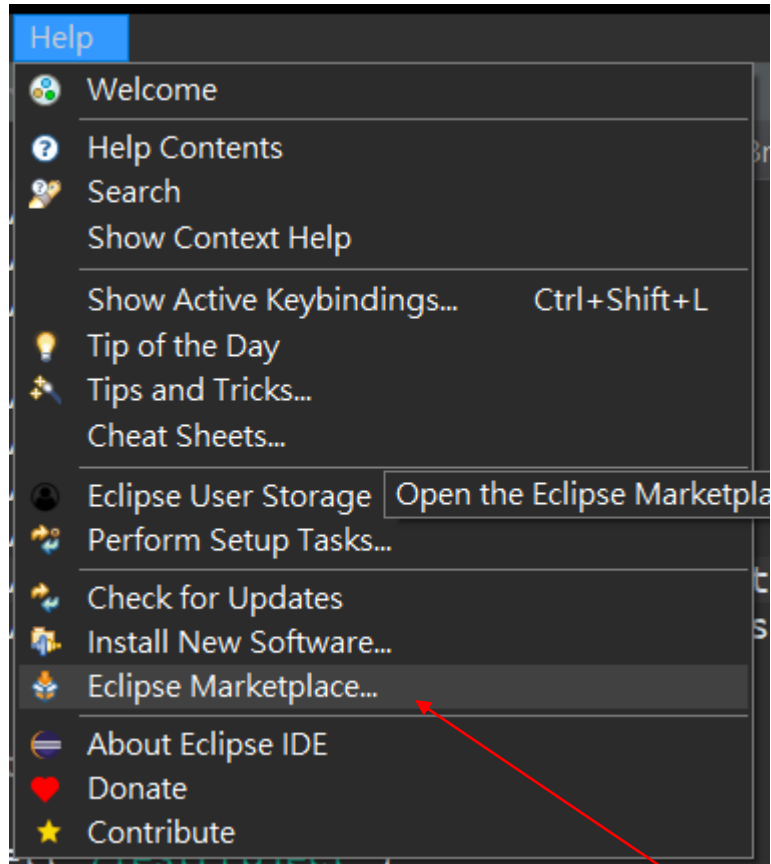 Help
Welcome
Help Contents
Search
Show Context Help
Show Active Keybindings... Ctrl+Shift+L
Tip of the Day
Tips and Tricks...
Cheat Sheets...
Eclipse User Storage
Open the Eclipse Marketpla
Perform Setup Tasks...
Check for Updates
Install New Software...
Eclipse Marketplace...
About Eclipse IDE
Donate
Contribute